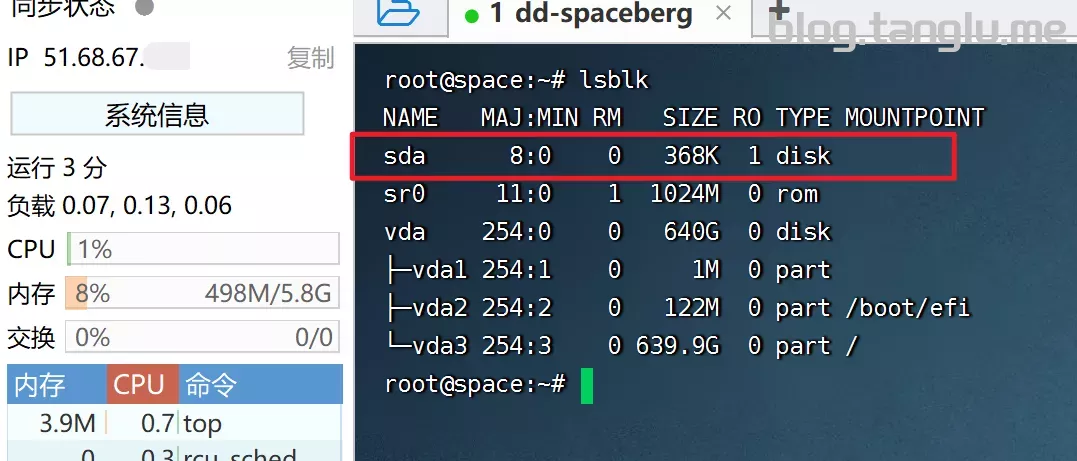 同步状态
IP 51.68.67. 复制
系统信息
运行 3 分
负载 0.07, 0.13, 0.06
CPU 1%
内存 8% 498M/5.8G
交换 0% 0/0
内存 CPU 命令
3.9M 0.7 top
0 0.3 rcu_sched
1 dd-spaceberg × +
blog.tanglu.me
root@space:~# lsblk
NAME MAJ:MIN RM SIZE RO TYPE MOUNTPOINT
sda 8:0 0 368K 1 disk
sr0 11:0 1 1024M 0 rom
vda 254:0 0 640G 0 disk
├─vda1 254:1 0 1M 0 part
├─vda2 254:2 0 122M 0 part /boot/efi
└─vda3 254:3 0 639.9G 0 part /
root@space:~#